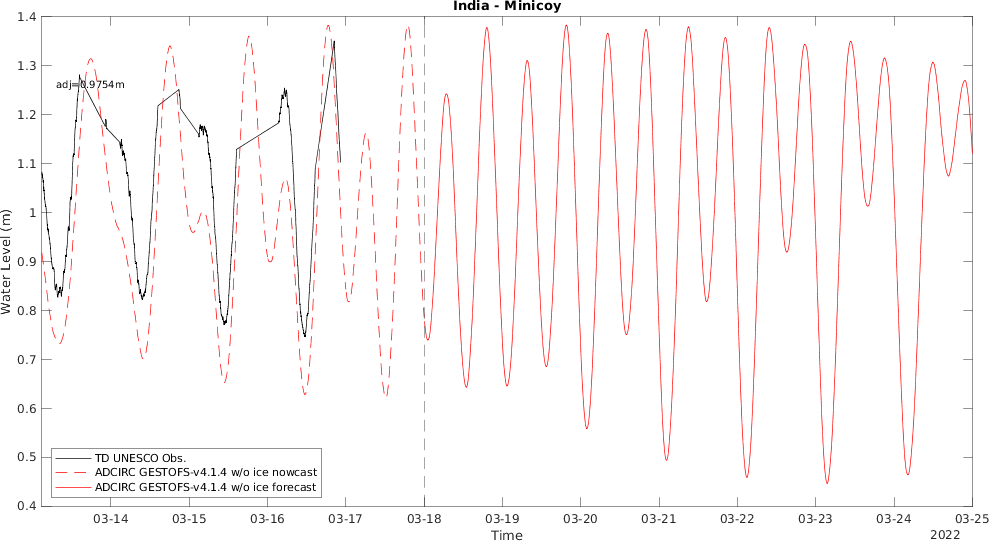 India - Minicoy
1.4
1.3
1.2
1.1
1
0.9
0.8
0.7
0.6
0.5
0.4
Water Level (m)
adj=0.9754m
TD UNESCO Obs.
ADCIRC GESTOFS-v4.1.4 w/o ice nowcast
ADCIRC GESTOFS-v4.1.4 w/o ice forecast
03-14 03-15 03-16 03-17 03-18 03-19 03-20 03-21 03-22 03-23 03-24 03-25
Time
2022